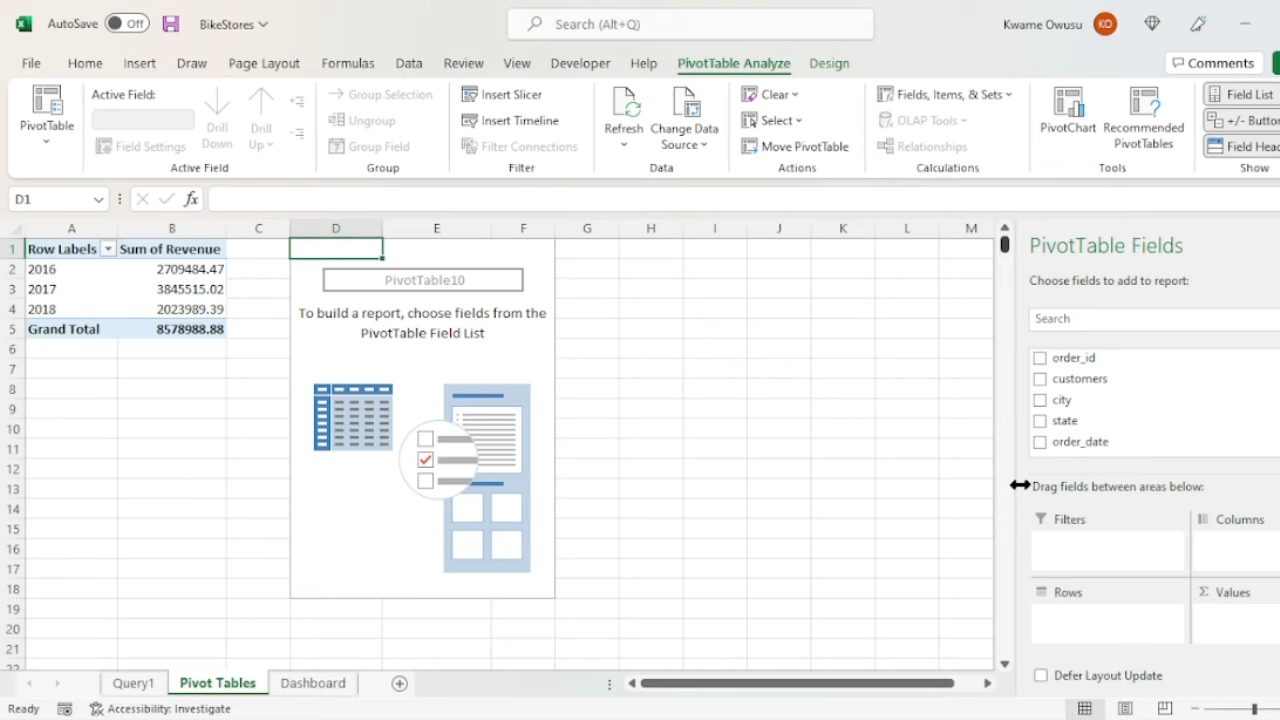 AutoSave Off BikeStores Search (Alt+Q) Kwame Owusu KO
File Home Insert Draw Page Layout Formulas Data Review View Developer Help PivotTable Analyze Design Comments
PivotTable
Active Field:
Field Settings
Drill Down
Drill Up
Active Field
Group Selection
Ungroup
Group Field
Group
Insert Slicer
Insert Timeline
Filter Connections
Filter
Refresh
Change Data Source
Data
Clear
Select
Move PivotTable
Actions
Fields, Items, & Sets
OLAP Tools
Relationships
Calculations
PivotChart
Recommended PivotTables
Tools
Field List
+/- Button
Field Head
Show
D1 fx
A B C D E F G H I J K L M
1 Row Labels Sum of Revenue
2 2016 2709484.47
3 2017 3845515.02
4 2018 2023989.39
5 Grand Total 8578988.88
6
7
8
9
10
11
12
13
14
15
16
17
18
19
20
21
22
PivotTable10
To build a report, choose fields from the
PivotTable Field List
PivotTable Fields
Choose fields to add to report:
Search
order_id
customers
city
state
order_date
Drag fields between areas below:
Filters Columns
Rows Σ Values
Defer Layout Update
Query1 Pivot Tables Dashboard
Ready Accessibility: Investigate